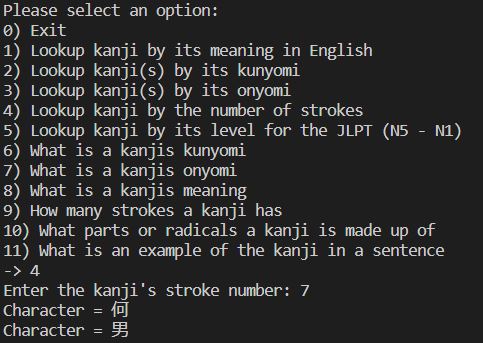 Please select an option:
0) Exit
1) Lookup kanji by its meaning in English
2) Lookup kanji(s) by its kunyomi
3) Lookup kanji(s) by its onyomi
4) Lookup kanji by the number of strokes
5) Lookup kanji by its level for the JLPT (N5 - N1)
6) What is a kanjis kunyomi
7) What is a kanjis onyomi
8) What is a kanjis meaning
9) How many strokes a kanji has
10) What parts or radicals a kanji is made up of
11) What is an example of the kanji in a sentence
-> 4
Enter the kanji's stroke number: 7
Character = 何
Character = 男